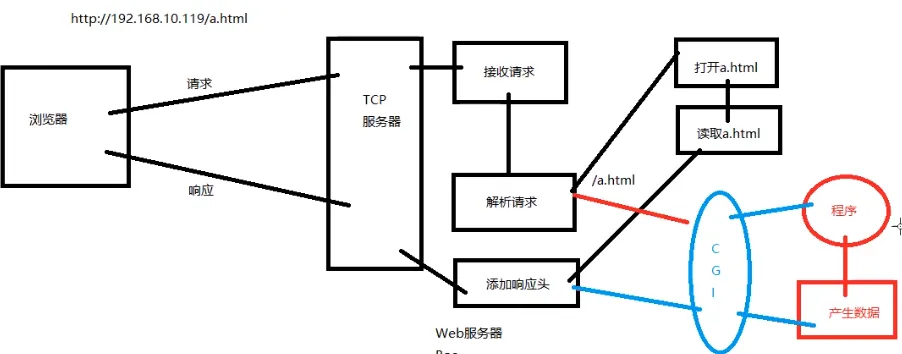 http://192.168.10.119/a.html
浏览器
请求
响应
TCP
服务器
接收请求
解析请求
添加响应头
/a.html
打开a.html
读取a.html
C
G
I
程序
产生数据
Web服务器